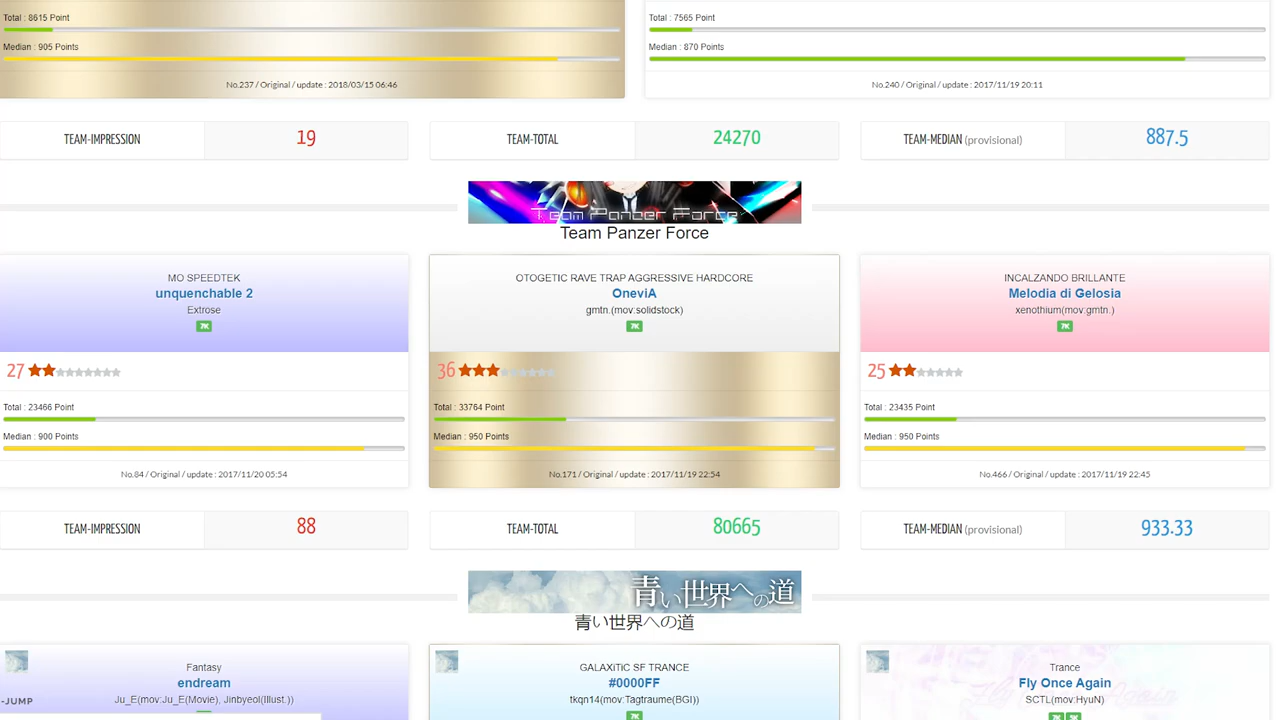 Total : 8615 Point
Median : 905 Points
No.237 / Original / update : 2018/03/15 06:46
Total : 7565 Point
Median : 870 Points
No.240 / Original / update : 2017/11/19 20:11
TEAM-IMPRESSION 19
TEAM-TOTAL 24270
TEAM-MEDIAN (provisional) 887.5
Team Panzer Force
Team Panzer Force
MO SPEEDTEK
unquenchable 2
Extrose
7K
27
Total : 23466 Point
Median : 900 Points
No.84 / Original / update : 2017/11/20 05:54
OTOGETIC RAVE TRAP AGGRESSIVE HARDCORE
OneviA
gmtn.(mov:solidstock)
7K
36
Total : 33764 Point
Median : 950 Points
No.171 / Original / update : 2017/11/19 22:54
INCALZANDO BRILLANTE
Melodia di Gelosia
xenothium(mov:gmtn.)
7K
25
Total : 23435 Point
Median : 950 Points
No.466 / Original / update : 2017/11/19 22:45
TEAM-IMPRESSION 88
TEAM-TOTAL 80665
TEAM-MEDIAN (provisional) 933.33
青い世界への道
青い世界への道
Fantasy
endream
Ju_E(mov:Ju_E(Movie), Jinbyeol(Illust.))
-JUMP
GALAXiTiC SF TRANCE
#0000FF
tkqn14(mov:Tagtraume(BGI))
7K
Trance
Fly Once Again
SCTL(mov:HyuN)
7K 5K